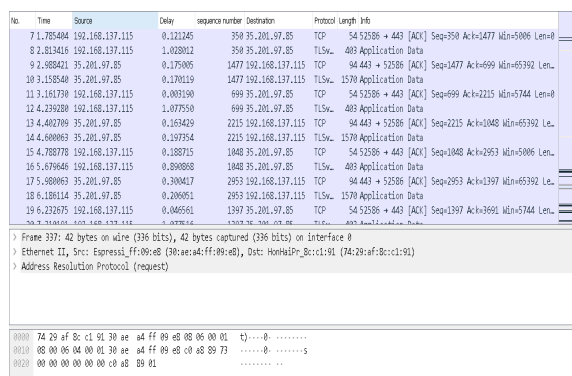 No. Time Source Delay sequence number Destination Protocol Length Info
7 1.785404 192.168.137.115 0.121245 350 35.201.97.85 TCP 54 52586 → 443 [ACK] Seq=350 Ack=1477 Win=5006 Len=0
8 2.813416 192.168.137.115 1.028012 350 35.201.97.85 TLSv… 403 Application Data
9 2.988421 35.201.97.85 0.175005 1477 192.168.137.115 TCP 94 443 → 52586 [ACK] Seq=1477 Ack=699 Win=65392 Le…
10 3.158540 35.201.97.85 0.170119 1477 192.168.137.115 TLSv… 1570 Application Data
11 3.161730 192.168.137.115 0.003190 699 35.201.97.85 TCP 54 52586 → 443 [ACK] Seq=699 Ack=2215 Win=5744 Len=0
12 4.239280 192.168.137.115 1.077550 699 35.201.97.85 TLSv… 403 Application Data
13 4.402709 35.201.97.85 0.163429 2215 192.168.137.115 TCP 94 443 → 52586 [ACK] Seq=2215 Ack=1048 Win=65392 Le…
14 4.600063 35.201.97.85 0.197354 2215 192.168.137.115 TLSv… 1570 Application Data
15 4.788778 192.168.137.115 0.188715 1048 35.201.97.85 TCP 54 52586 → 443 [ACK] Seq=1048 Ack=2953 Win=5006 Len…
16 5.679646 192.168.137.115 0.890868 1048 35.201.97.85 TLSv… 403 Application Data
17 5.980063 35.201.97.85 0.300417 2953 192.168.137.115 TCP 94 443 → 52586 [ACK] Seq=2953 Ack=1397 Win=65392 Le…
18 6.186114 35.201.97.85 0.206051 2953 192.168.137.115 TLSv… 1570 Application Data
19 6.232675 192.168.137.115 0.046561 1397 35.201.97.85 TCP 54 52586 → 443 [ACK] Seq=1397 Ack=3691 Win=5744 Len…
> Frame 337: 42 bytes on wire (336 bits), 42 bytes captured (336 bits) on interface 0
> Ethernet II, Src: Espressi_ff:09:e8 (30:ae:a4:ff:09:e8), Dst: HonHaiPr_8c:c1:91 (74:29:af:8c:c1:91)
> Address Resolution Protocol (request)
0000 74 29 af 8c c1 91 30 ae a4 ff 09 e8 08 06 00 01 t)····0· ········
0010 08 00 06 04 00 01 30 ae a4 ff 09 e8 c0 a8 89 73 ······0· ·······s
0020 00 00 00 00 00 00 c0 a8 89 01 ········ ··